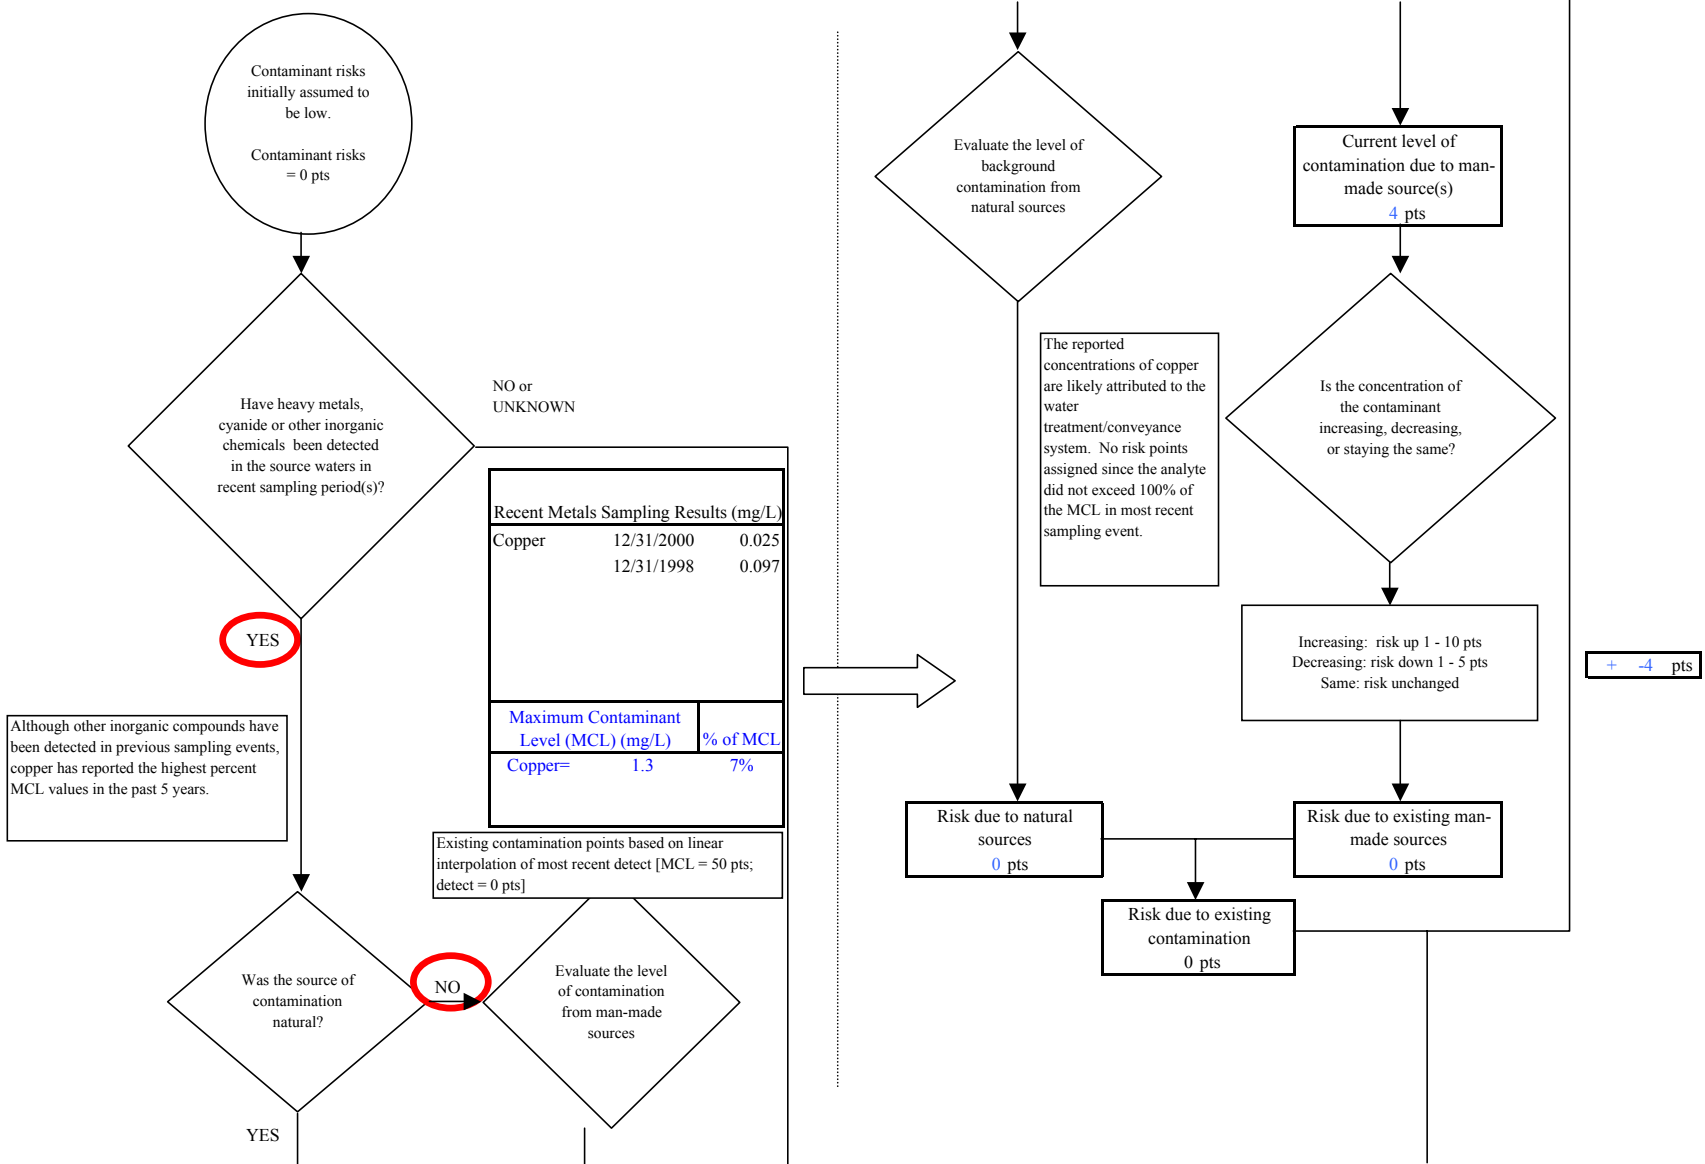 Contaminant risks
initially assumed to
be low.
Contaminant risks
= 0 pts
Have heavy metals,
cyanide or other inorganic
chemicals been detected
in the source waters in
recent sampling period(s)?
NO or
UNKNOWN
YES
Although other inorganic compounds have
been detected in previous sampling events,
copper has reported the highest percent
MCL values in the past 5 years.
Recent Metals Sampling Results (mg/L)
Copper 12/31/2000 0.025
12/31/1998 0.097
Maximum Contaminant
Level (MCL) (mg/L) % of MCL
Copper= 1.3 7%
Existing contamination points based on linear
interpolation of most recent detect [MCL = 50 pts;
detect = 0 pts]
Was the source of
contamination
natural?
NO
Evaluate the level
of contamination
from man-made
sources
YES
Evaluate the level of
background
contamination from
natural sources
Current level of
contamination due to man-
made source(s)
4 pts
The reported
concentrations of copper
are likely attributed to the
water
treatment/conveyance
system. No risk points
assigned since the analyte
did not exceed 100% of
the MCL in most recent
sampling event.
Is the concentration of
the contaminant
increasing, decreasing,
or staying the same?
Increasing: risk up 1 - 10 pts
Decreasing: risk down 1 - 5 pts
Same: risk unchanged
+ -4 pts
Risk due to natural
sources
0 pts
Risk due to existing man-
made sources
0 pts
Risk due to existing
contamination
0 pts